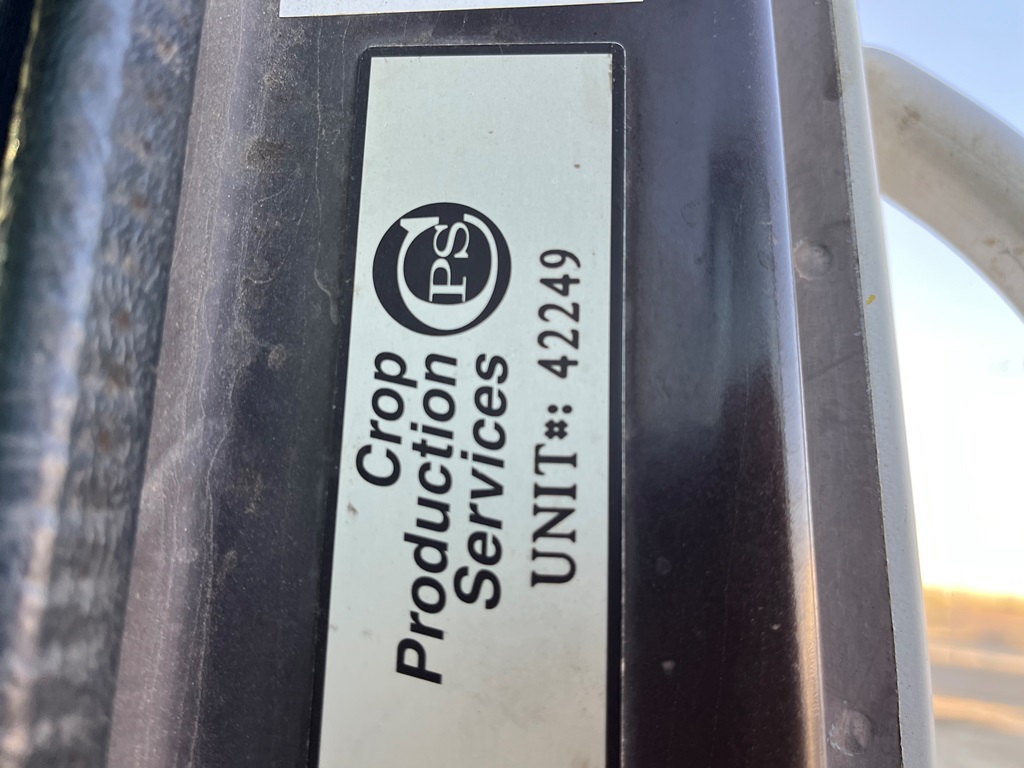 Crop
Production
Services
CPS
UNIT#: 42249